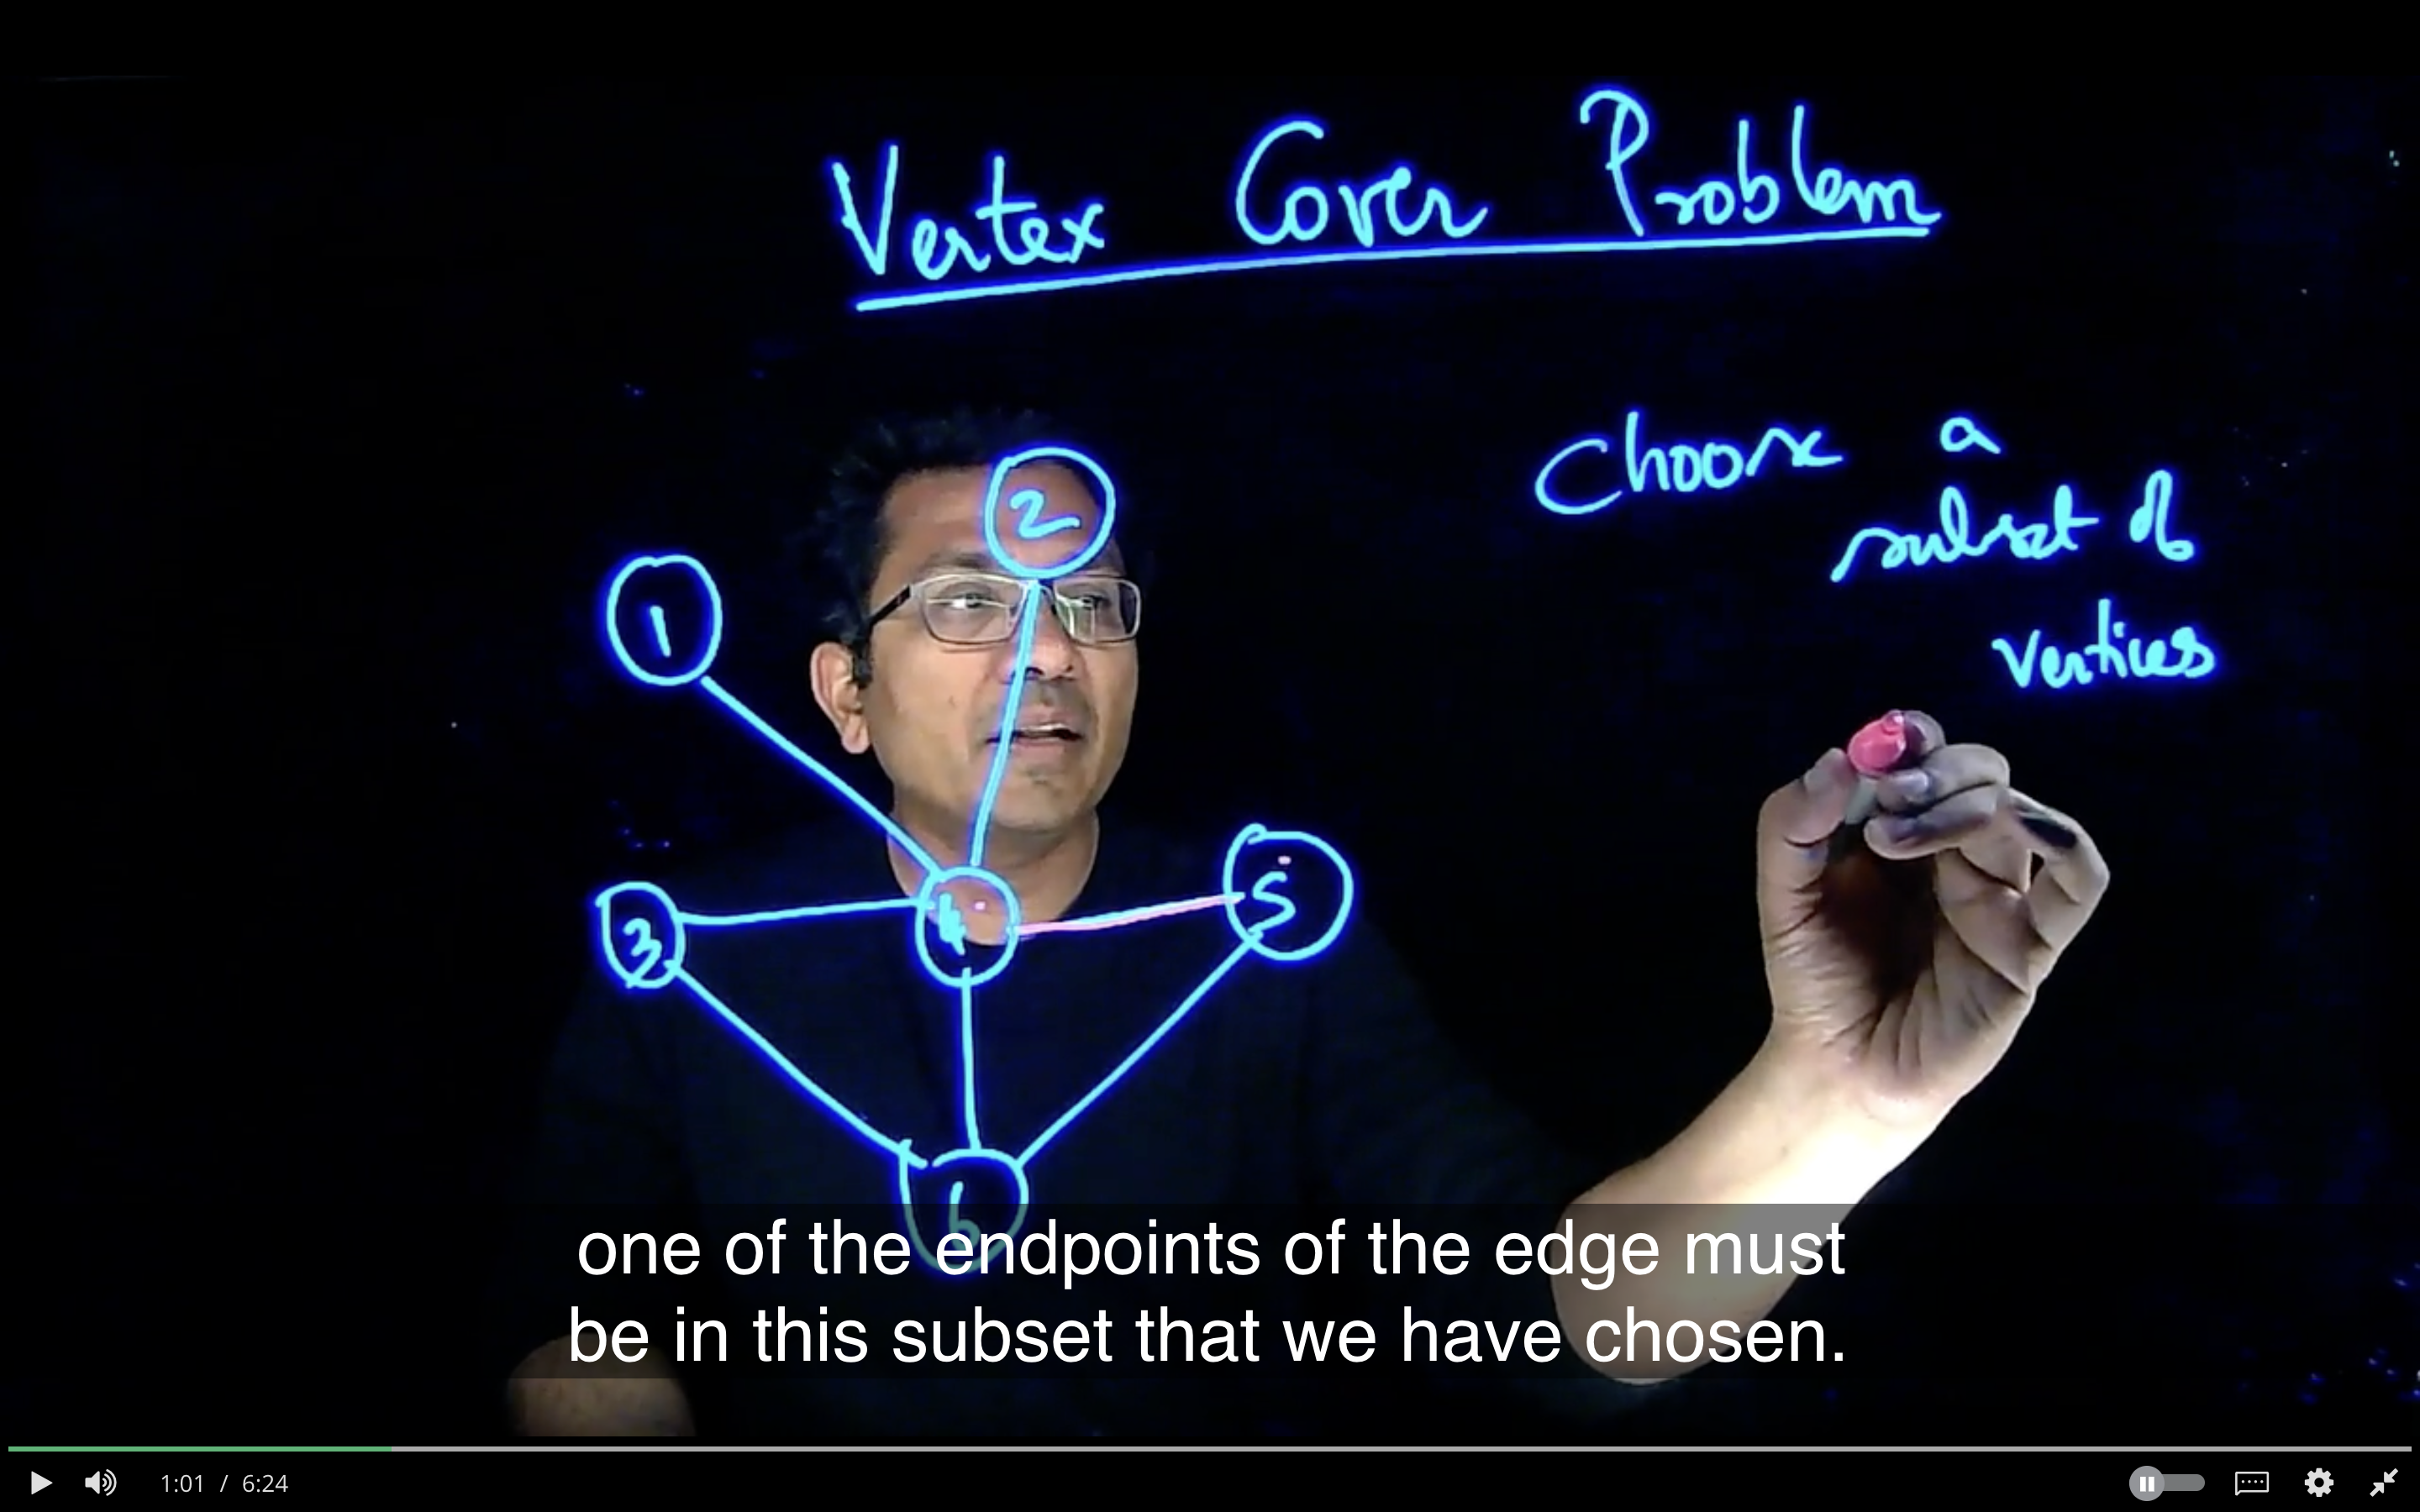 Vertex Cover Problem
Choose a
subset of
vertices
2
1
3
4
5
6
one of the endpoints of the edge must
be in this subset that we have chosen.
1:01 / 6:24